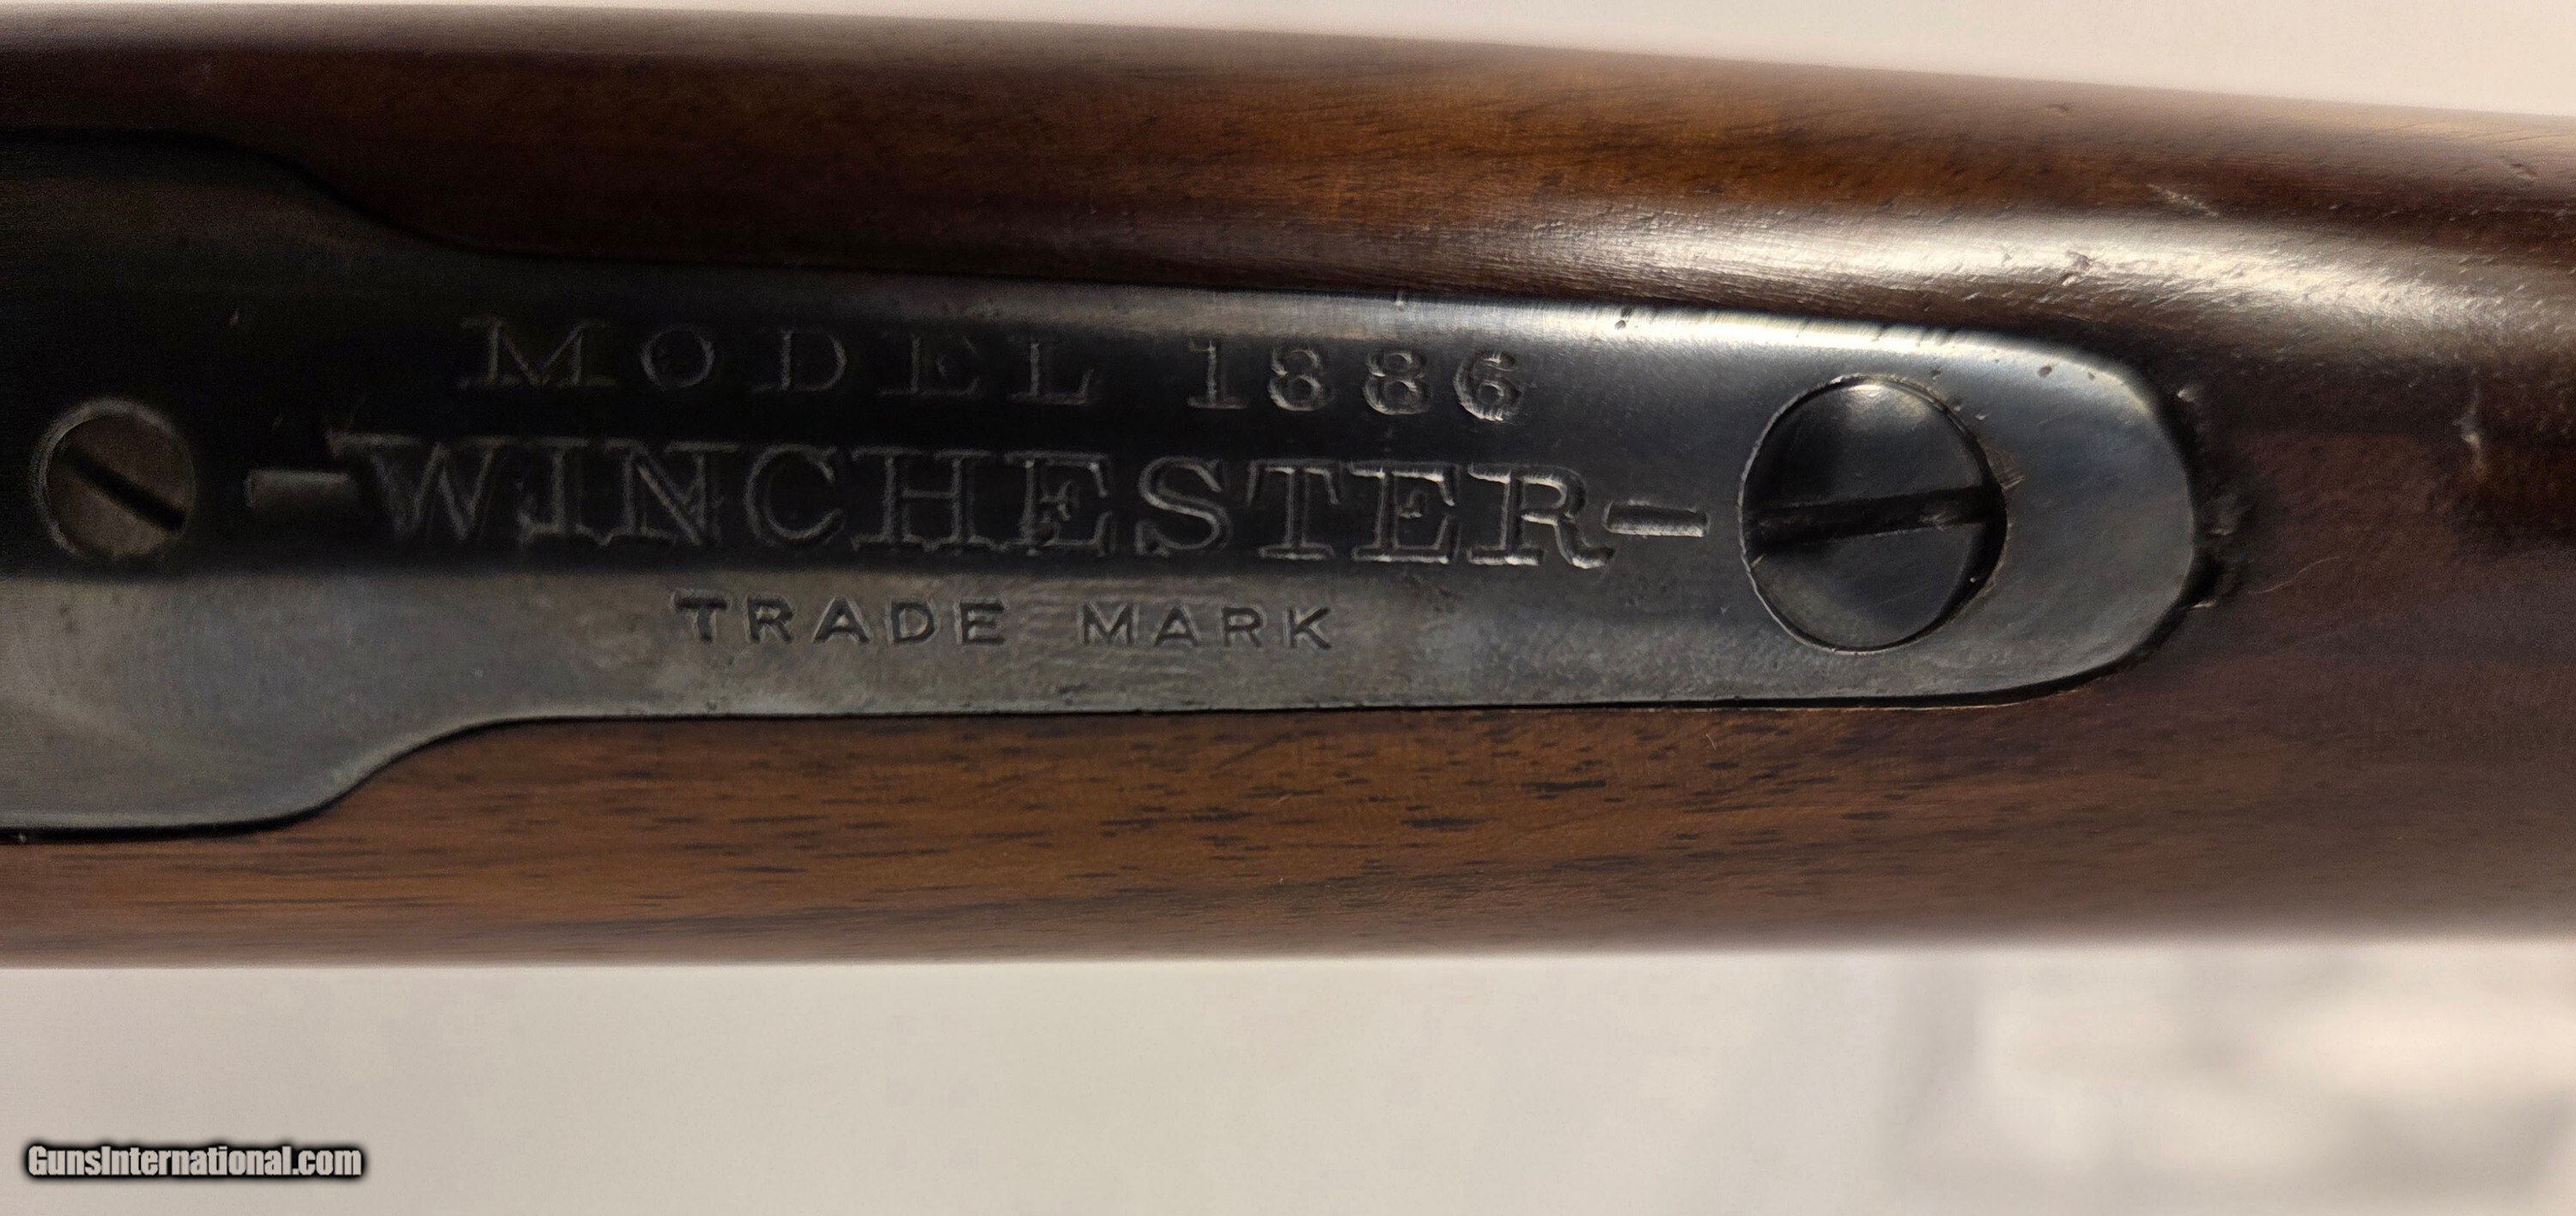 MODEL 1886
-WINCHESTER-
TRADE MARK
GunsInternational.com